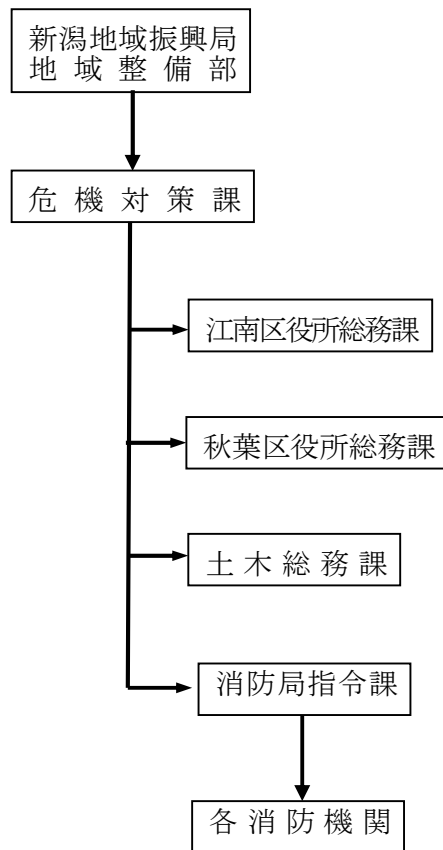 新潟地域振興局
地域整備部
危機対策課
江南区役所総務課
秋葉区役所総務課
土木総務課
消防局指令課
各消防機関